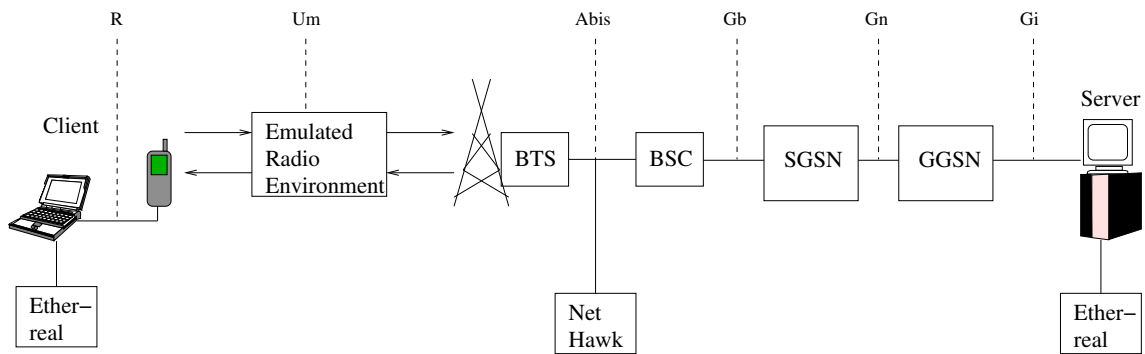 R
Um
Abis
Gb
Gn
Gi
Client
Server
Emulated
Radio
Environment
BTS
BSC
SGSN
GGSN
Ether−
real
Net
Hawk
Ether−
real